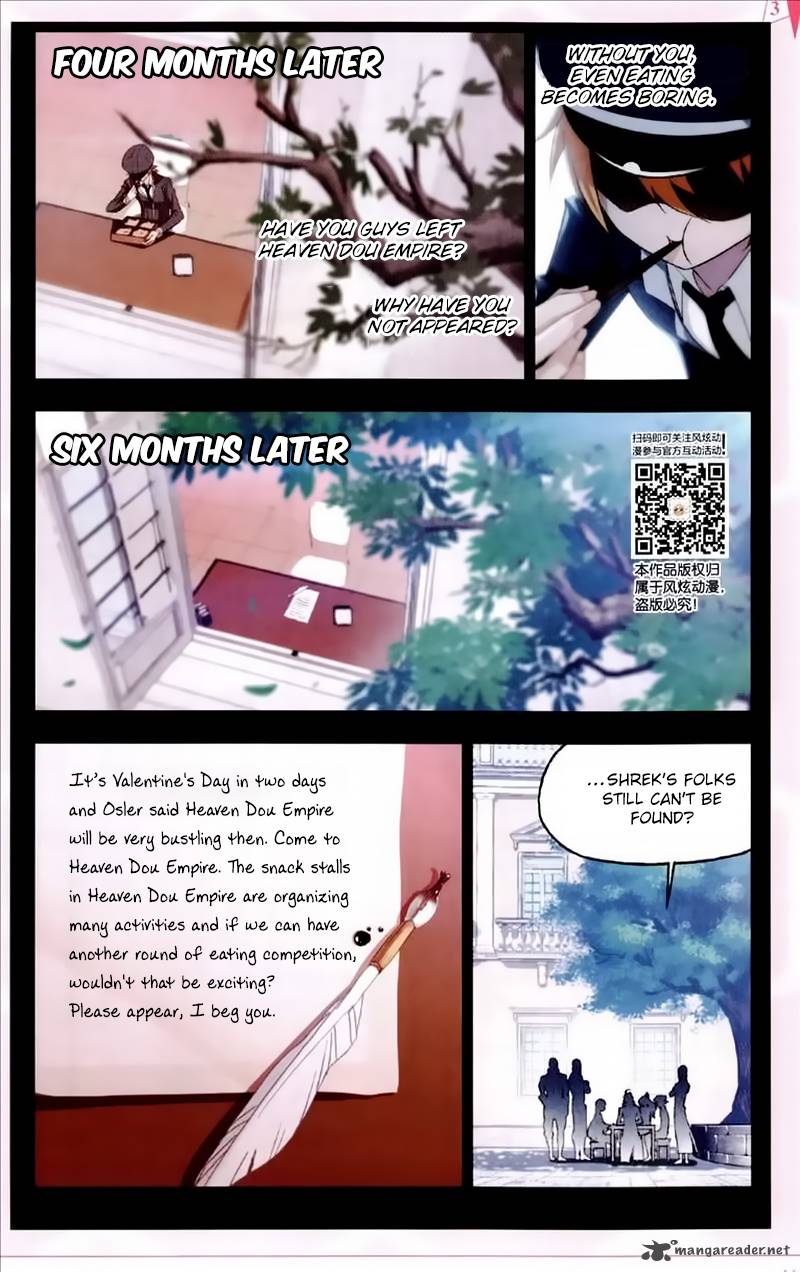 3
FOUR MONTHS LATER
WITHOUT YOU,
EVEN EATING
BECOMES BORING.
HAVE YOU GUYS LEFT
HEAVEN DOU EMPIRE?
WHY HAVE YOU
NOT APPEARED?
SIX MONTHS LATER
扫码即可关注风炫动
漫参与官方互动活动!
本作品版权归
属于风炫动漫,
盗版必究!
It's Valentine's Day in two days
and Osler said Heaven Dou Empire
will be very bustling then. Come to
Heaven Dou Empire. The snack stalls
in Heaven Dou Empire are organizing
many activities and if we can have
another round of eating competition,
wouldn't that be exciting?
Please appear, I beg you.
...SHREK'S FOLKS
STILL CAN'T BE
FOUND?
mangareader.net